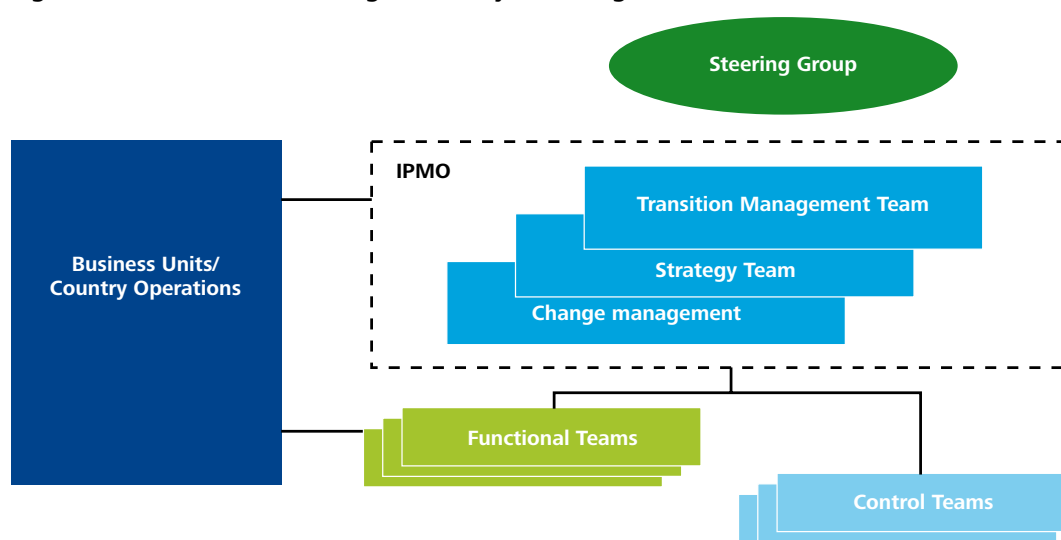 Steering Group
IPMO
Transition Management Team
Business Units/
Country Operations
Strategy Team
Change management
Functional Teams
Control Teams